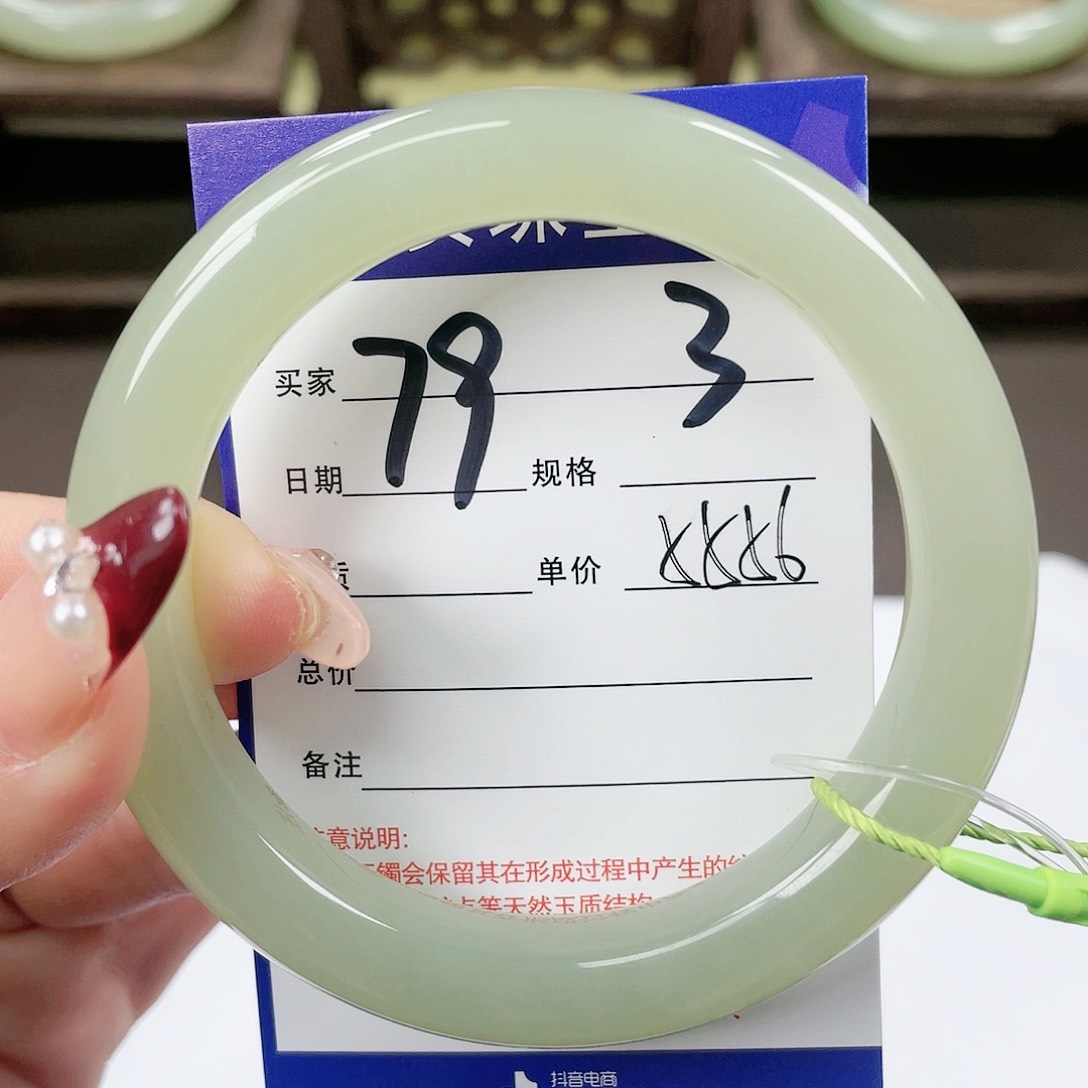 买家 79 3
日期 规格
单价
总价
备注
意说明:
镯会保留其在形成过程中产生的
等天然玉质结构
抖音电商